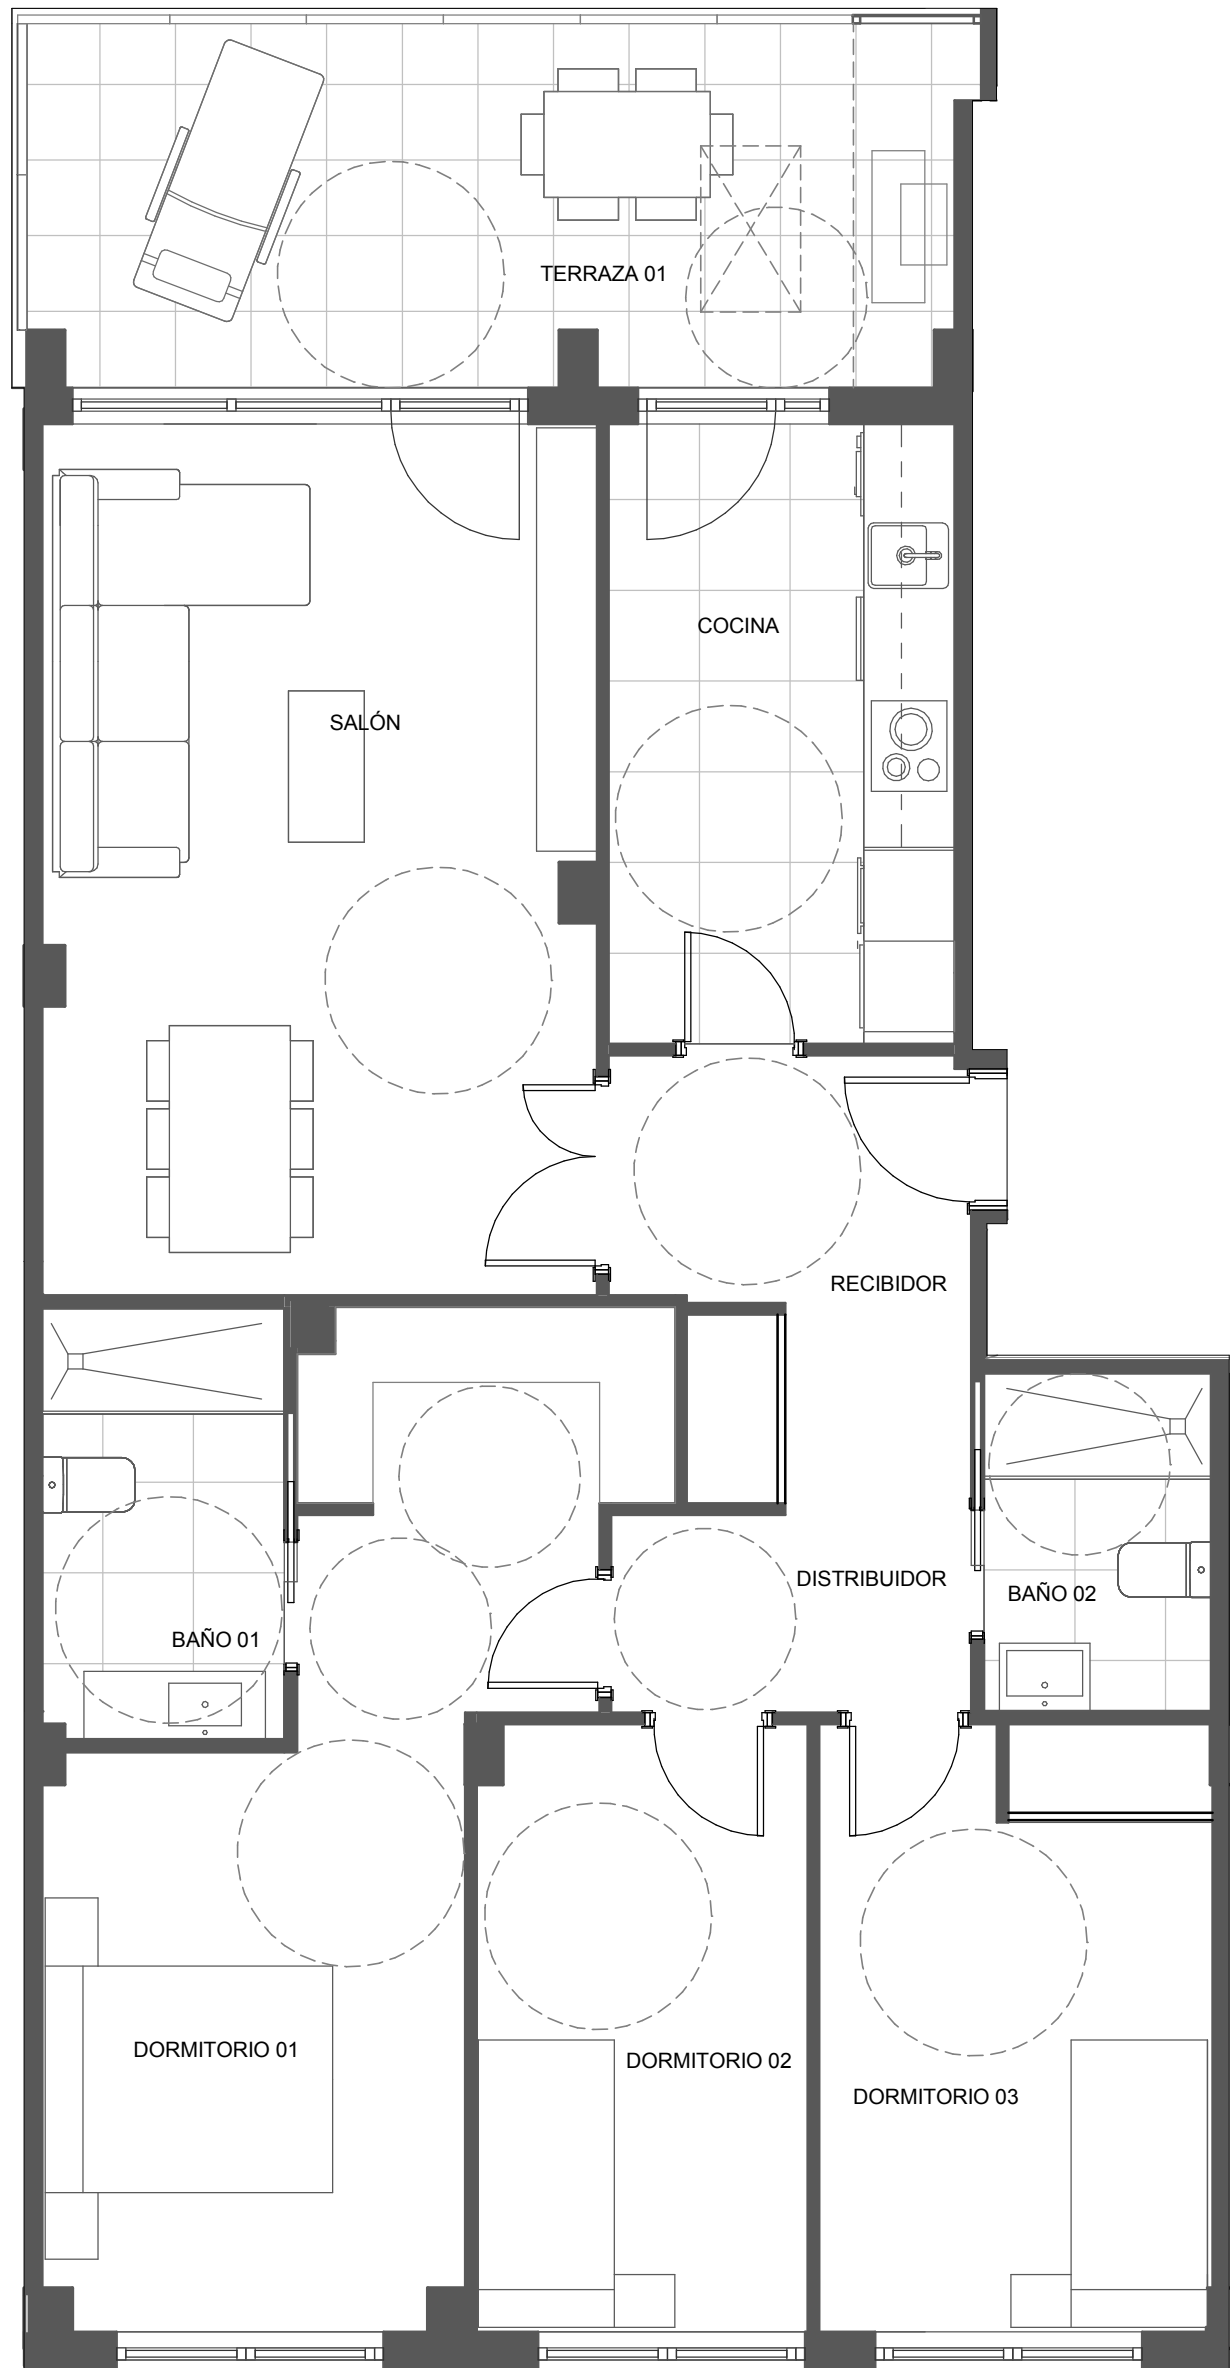 TERRAZA 01
COCINA
SALÓN
RECIBIDOR
DISTRIBUIDOR
BAÑO 02
BAÑO 01
DORMITORIO 01
DORMITORIO 02
DORMITORIO 03